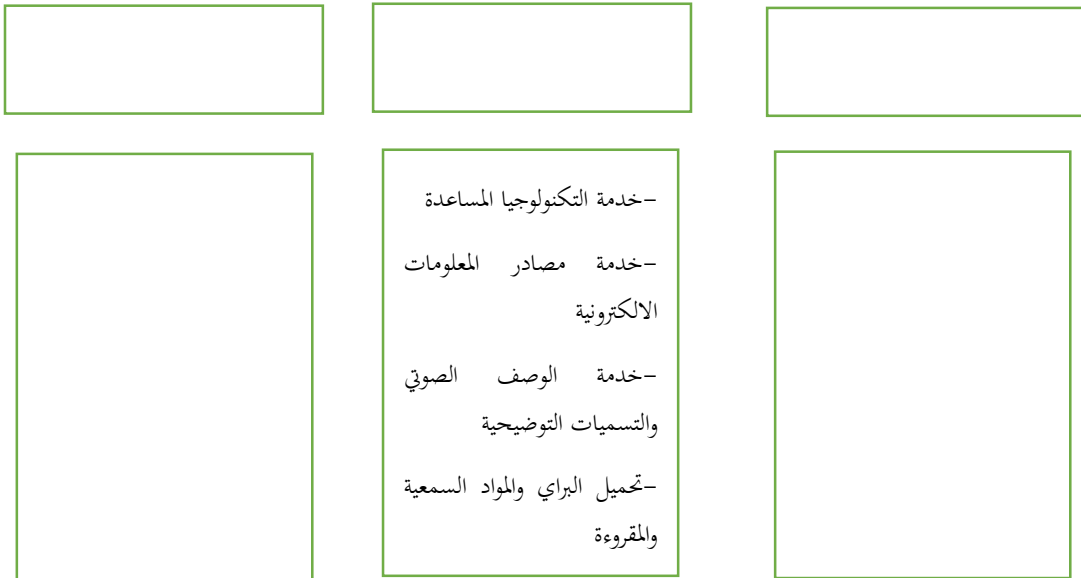 –خدمة التكنولوجيا المساعدة
–خدمة مصادر المعلومات
الالكترونية
–خدمة الوصف الصوتي
والتسميات التوضيحية
–تحميل البراي والمواد السمعية
والمقروءة